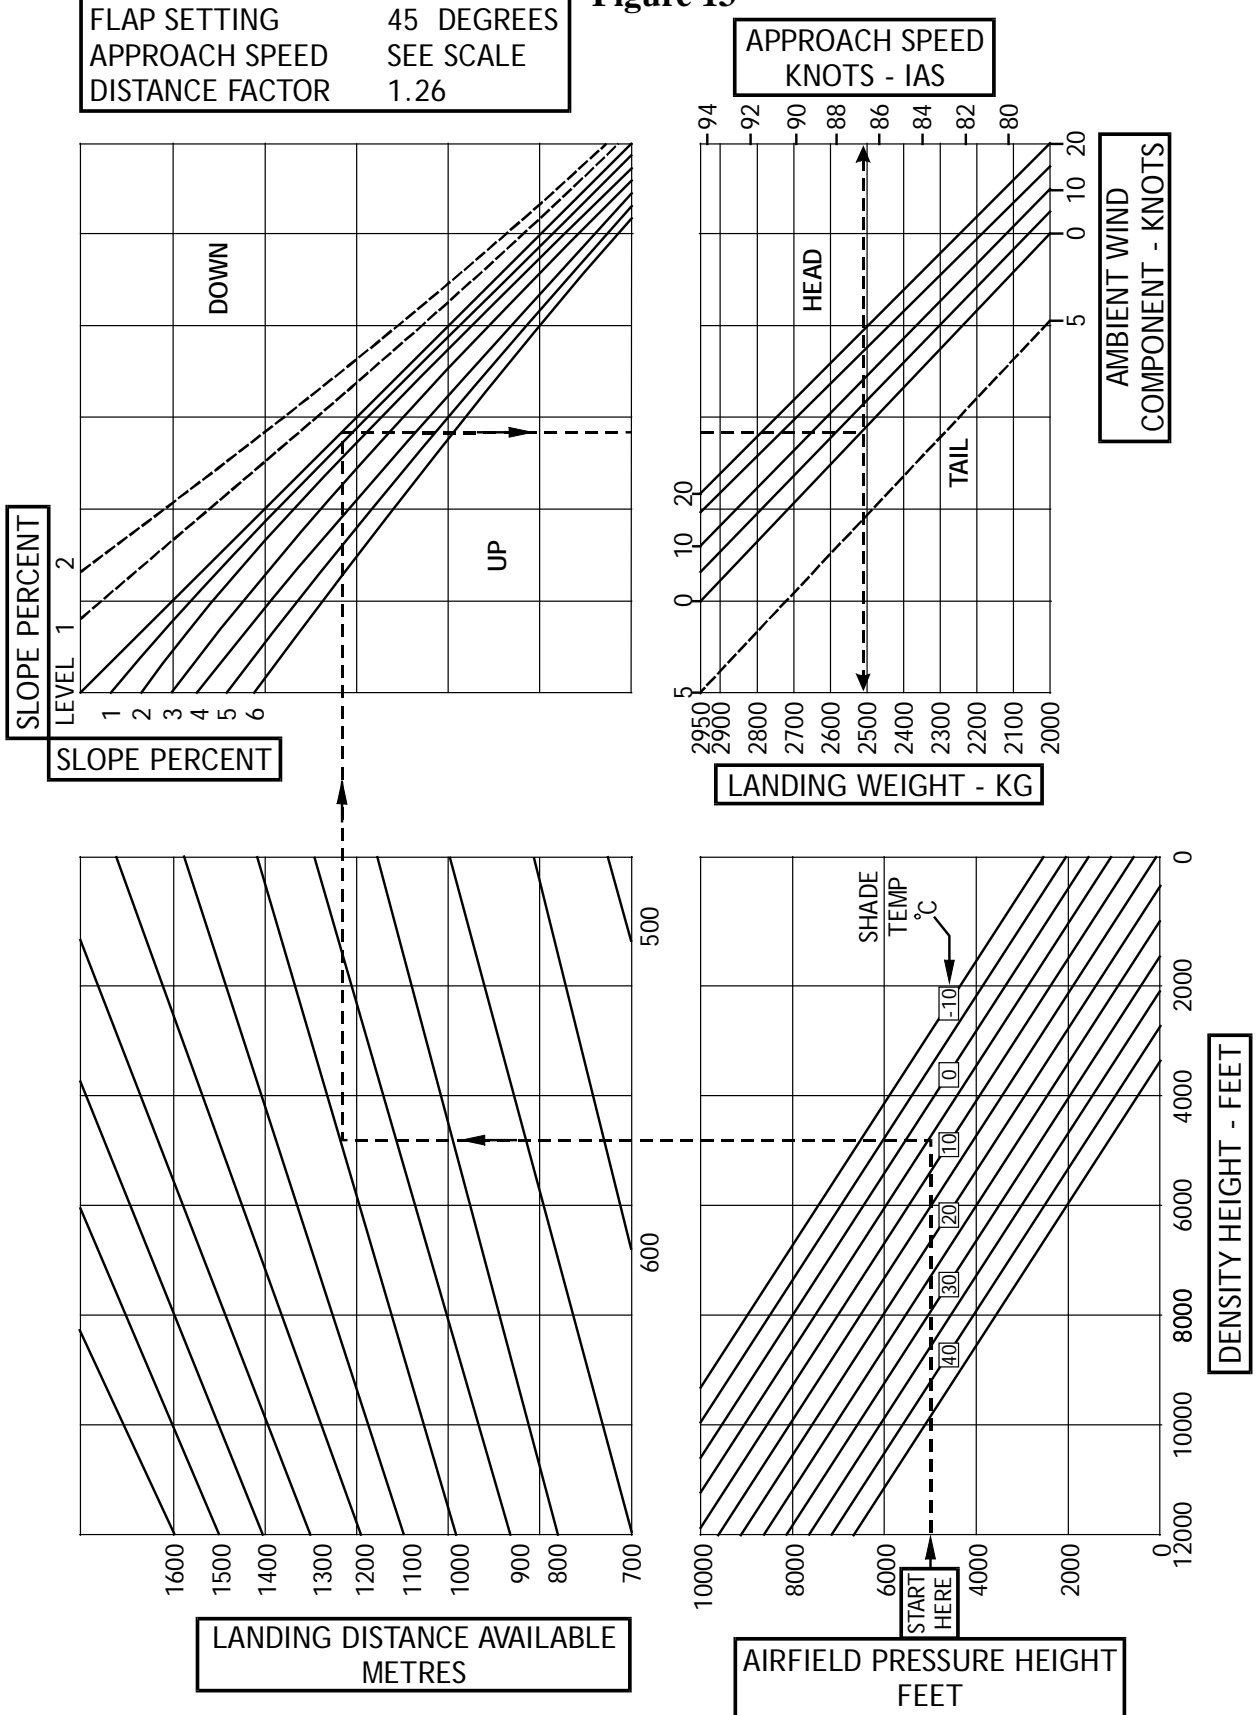 Figure 13
FLAP SETTING 45 DEGREES
APPROACH SPEED SEE SCALE
DISTANCE FACTOR 1.26
APPROACH SPEED
KNOTS - IAS
94 92 90 88 86 84 82 80
20
10
0
5
AMBIENT WIND
COMPONENT - KNOTS
DOWN
UP
HEAD
TAIL
20
10
0
5
SLOPE PERCENT
LEVEL 1 2
1
2
3
4
5
6
SLOPE PERCENT
2950
2900
2800
2700
2600
2500
2400
2300
2200
2100
2000
LANDING WEIGHT - KG
500
600
SHADE
TEMP
°C
-10
0
10
20
30
40
0
2000
4000
6000
8000
10000
12000
DENSITY HEIGHT - FEET
1600
1500
1400
1300
1200
1100
1000
900
800
700
LANDING DISTANCE AVAILABLE
METRES
10000
8000
6000
4000
2000
0
START
HERE
AIRFIELD PRESSURE HEIGHT
FEET